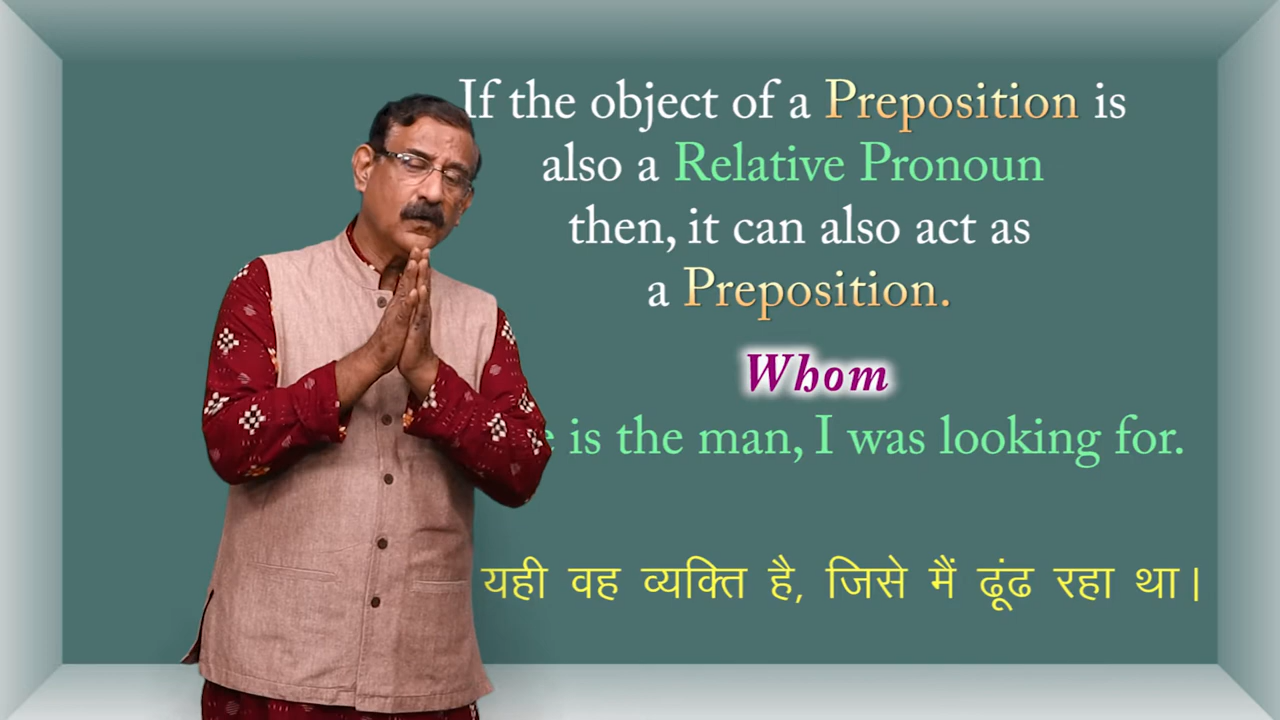 If the object of a Preposition is
also a Relative Pronoun
then, it can also act as
a Preposition.
Whom
is the man, I was looking for.
यही वह व्यक्ति है, जिसे मैं ढूंढ रहा था।